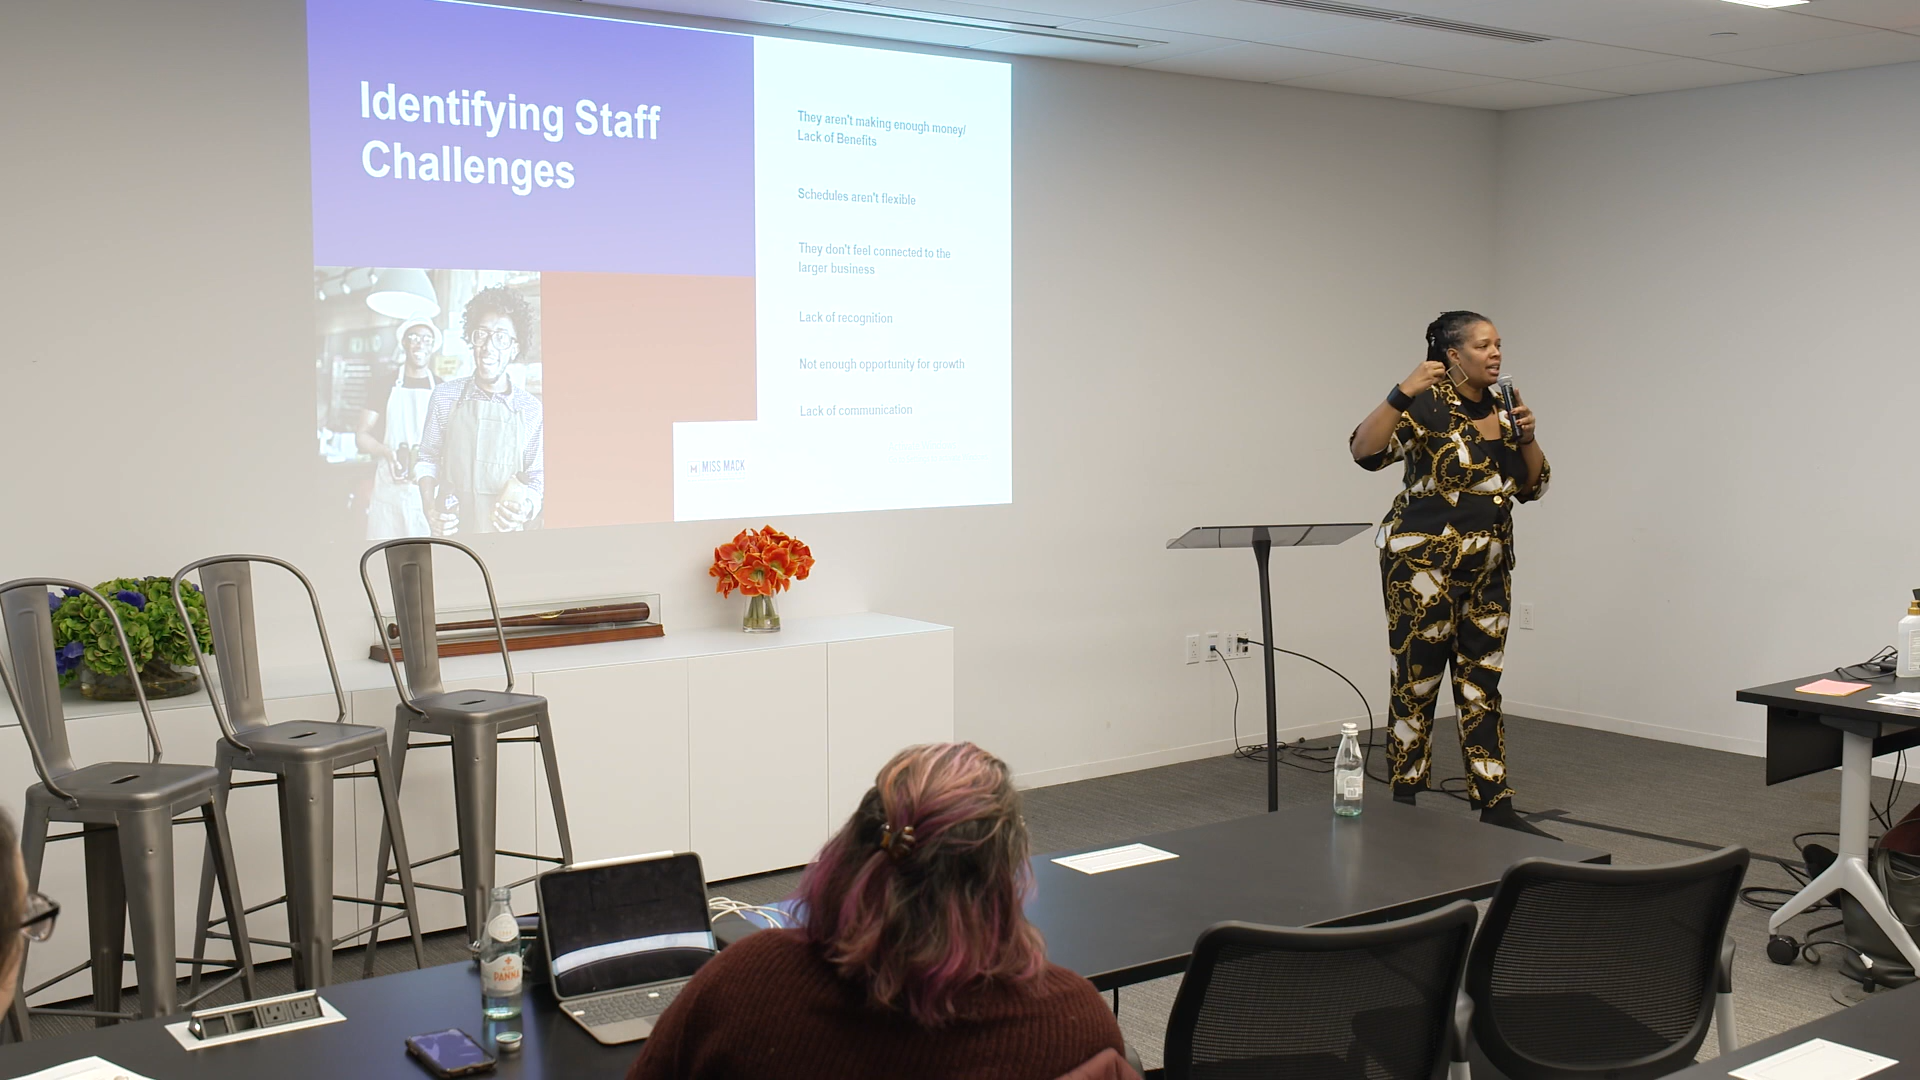 Identifying Staff
Challenges
They aren't making enough money/
Lack of Benefits
Schedules aren't flexible
They don't feel connected to the
larger business
Lack of recognition
Not enough opportunity for growth
Lack of communication
MISS MACK
PANNA